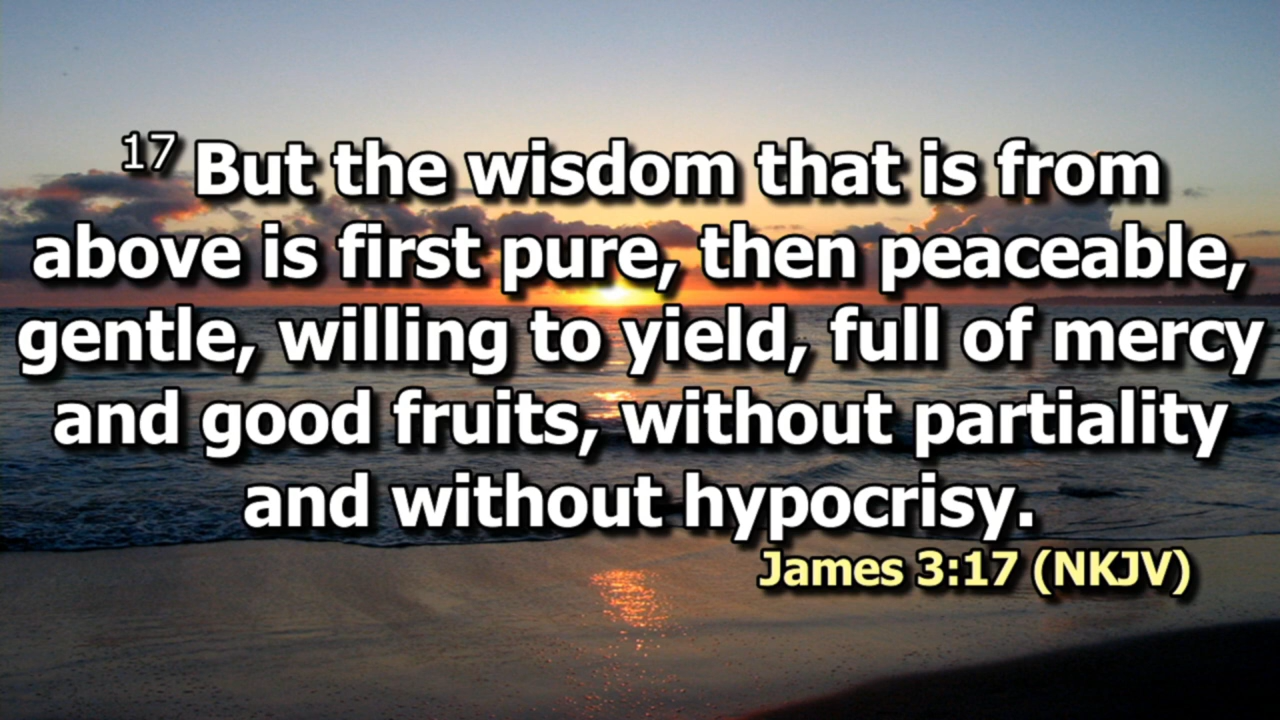 17 But the wisdom that is from
above is first pure, then peaceable,
gentle, willing to yield, full of mercy
and good fruits, without partiality
and without hypocrisy.
James 3:17 (NKJV)